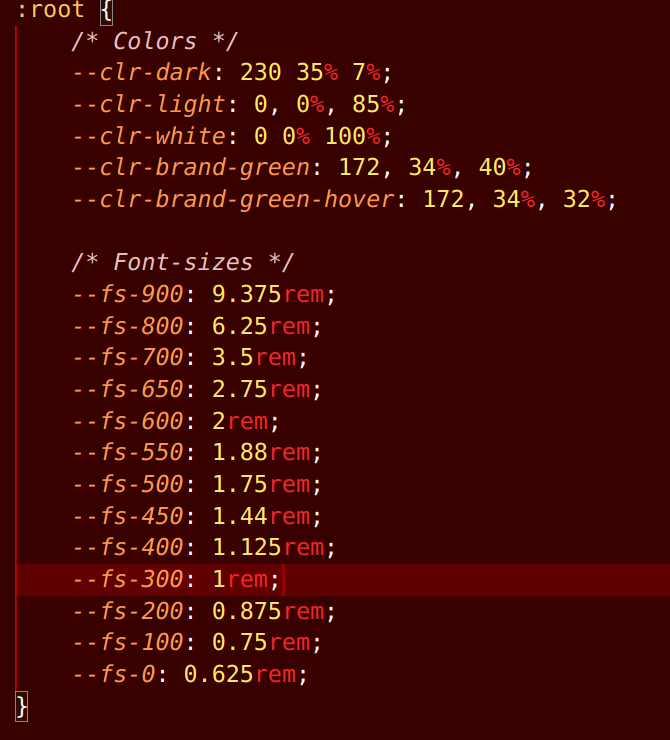 :root {
/* Colors */
--clr-dark: 230 35% 7%;
--clr-light: 0, 0%, 85%;
--clr-white: 0 0% 100%;
--clr-brand-green: 172, 34%, 40%;
--clr-brand-green-hover: 172, 34%, 32%;
/* Font-sizes */
--fs-900: 9.375rem;
--fs-800: 6.25rem;
--fs-700: 3.5rem;
--fs-650: 2.75rem;
--fs-600: 2rem;
--fs-550: 1.88rem;
--fs-500: 1.75rem;
--fs-450: 1.44rem;
--fs-400: 1.125rem;
--fs-300: 1rem;
--fs-200: 0.875rem;
--fs-100: 0.75rem;
--fs-0: 0.625rem;
}